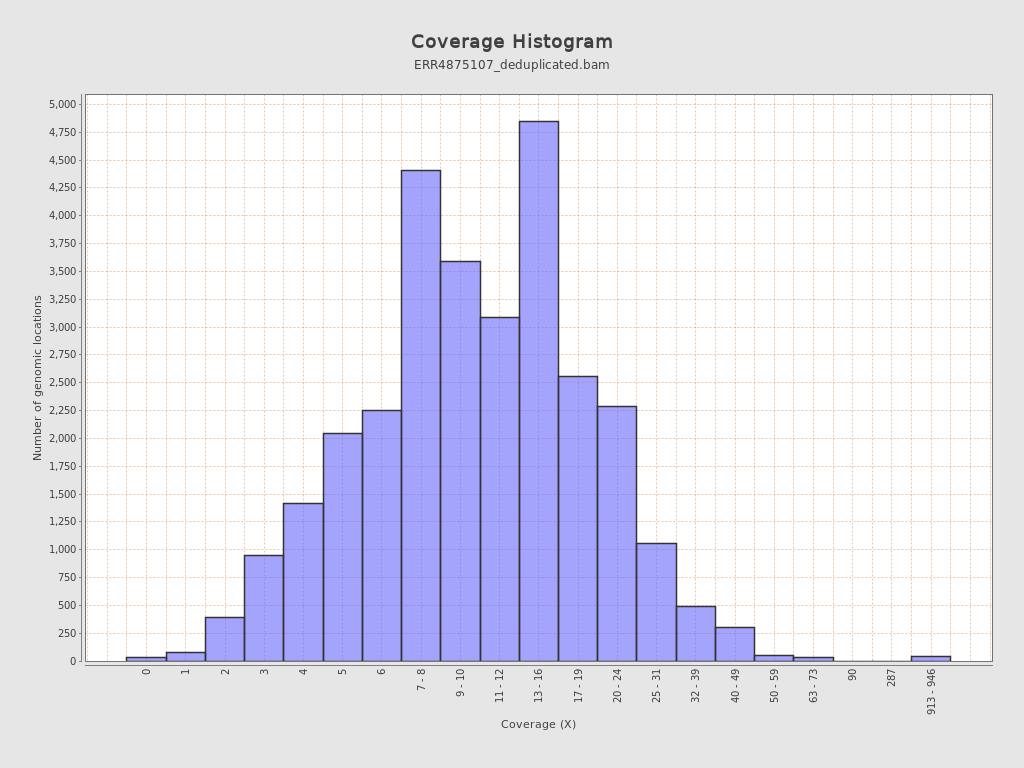 Coverage Histogram
ERR4875107_deduplicated.bam
Number of genomic locations
5,000
4,750
4,500
4,250
4,000
3,750
3,500
3,250
3,000
2,750
2,500
2,250
2,000
1,750
1,500
1,250
1,000
750
500
250
0
0
1
2
3
4
5
6
7 - 8
9 - 10
11 - 12
13 - 16
17 - 19
20 - 24
25 - 31
32 - 39
40 - 49
50 - 59
63 - 73
90
287
913 - 946
Coverage (X)